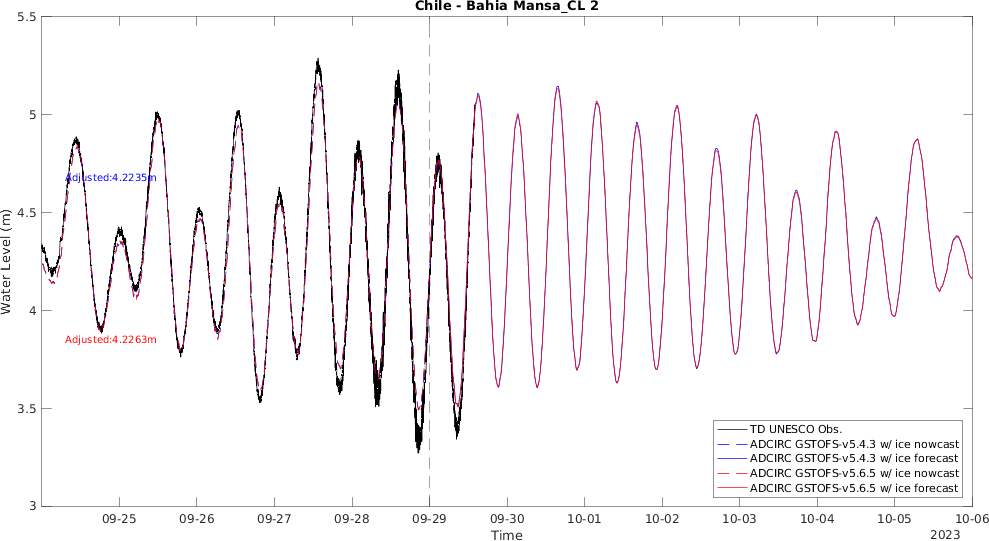 Chile - Bahia Mansa_CL 2
5.5
5
4.5
4
3.5
3
Water Level (m)
Adjusted:4.2235m
Adjusted:4.2263m
TD UNESCO Obs.
ADCIRC GSTOFS-v5.4.3 w/ ice nowcast
ADCIRC GSTOFS-v5.4.3 w/ ice forecast
ADCIRC GSTOFS-v5.6.5 w/ ice nowcast
ADCIRC GSTOFS-v5.6.5 w/ ice forecast
09-25 09-26 09-27 09-28 09-29 09-30 10-01 10-02 10-03 10-04 10-05 10-06
Time
2023